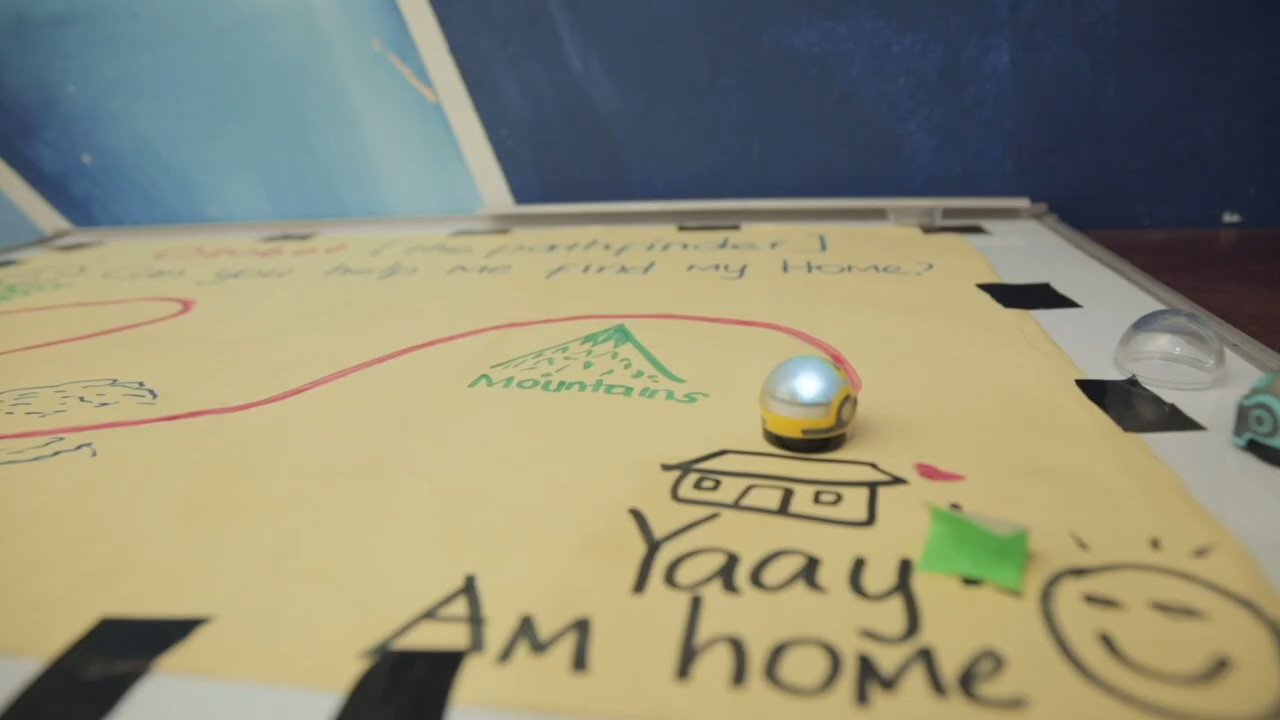 [the pathfinder]
Can you help me find my Home?
Mountains
Yaay!
Am home